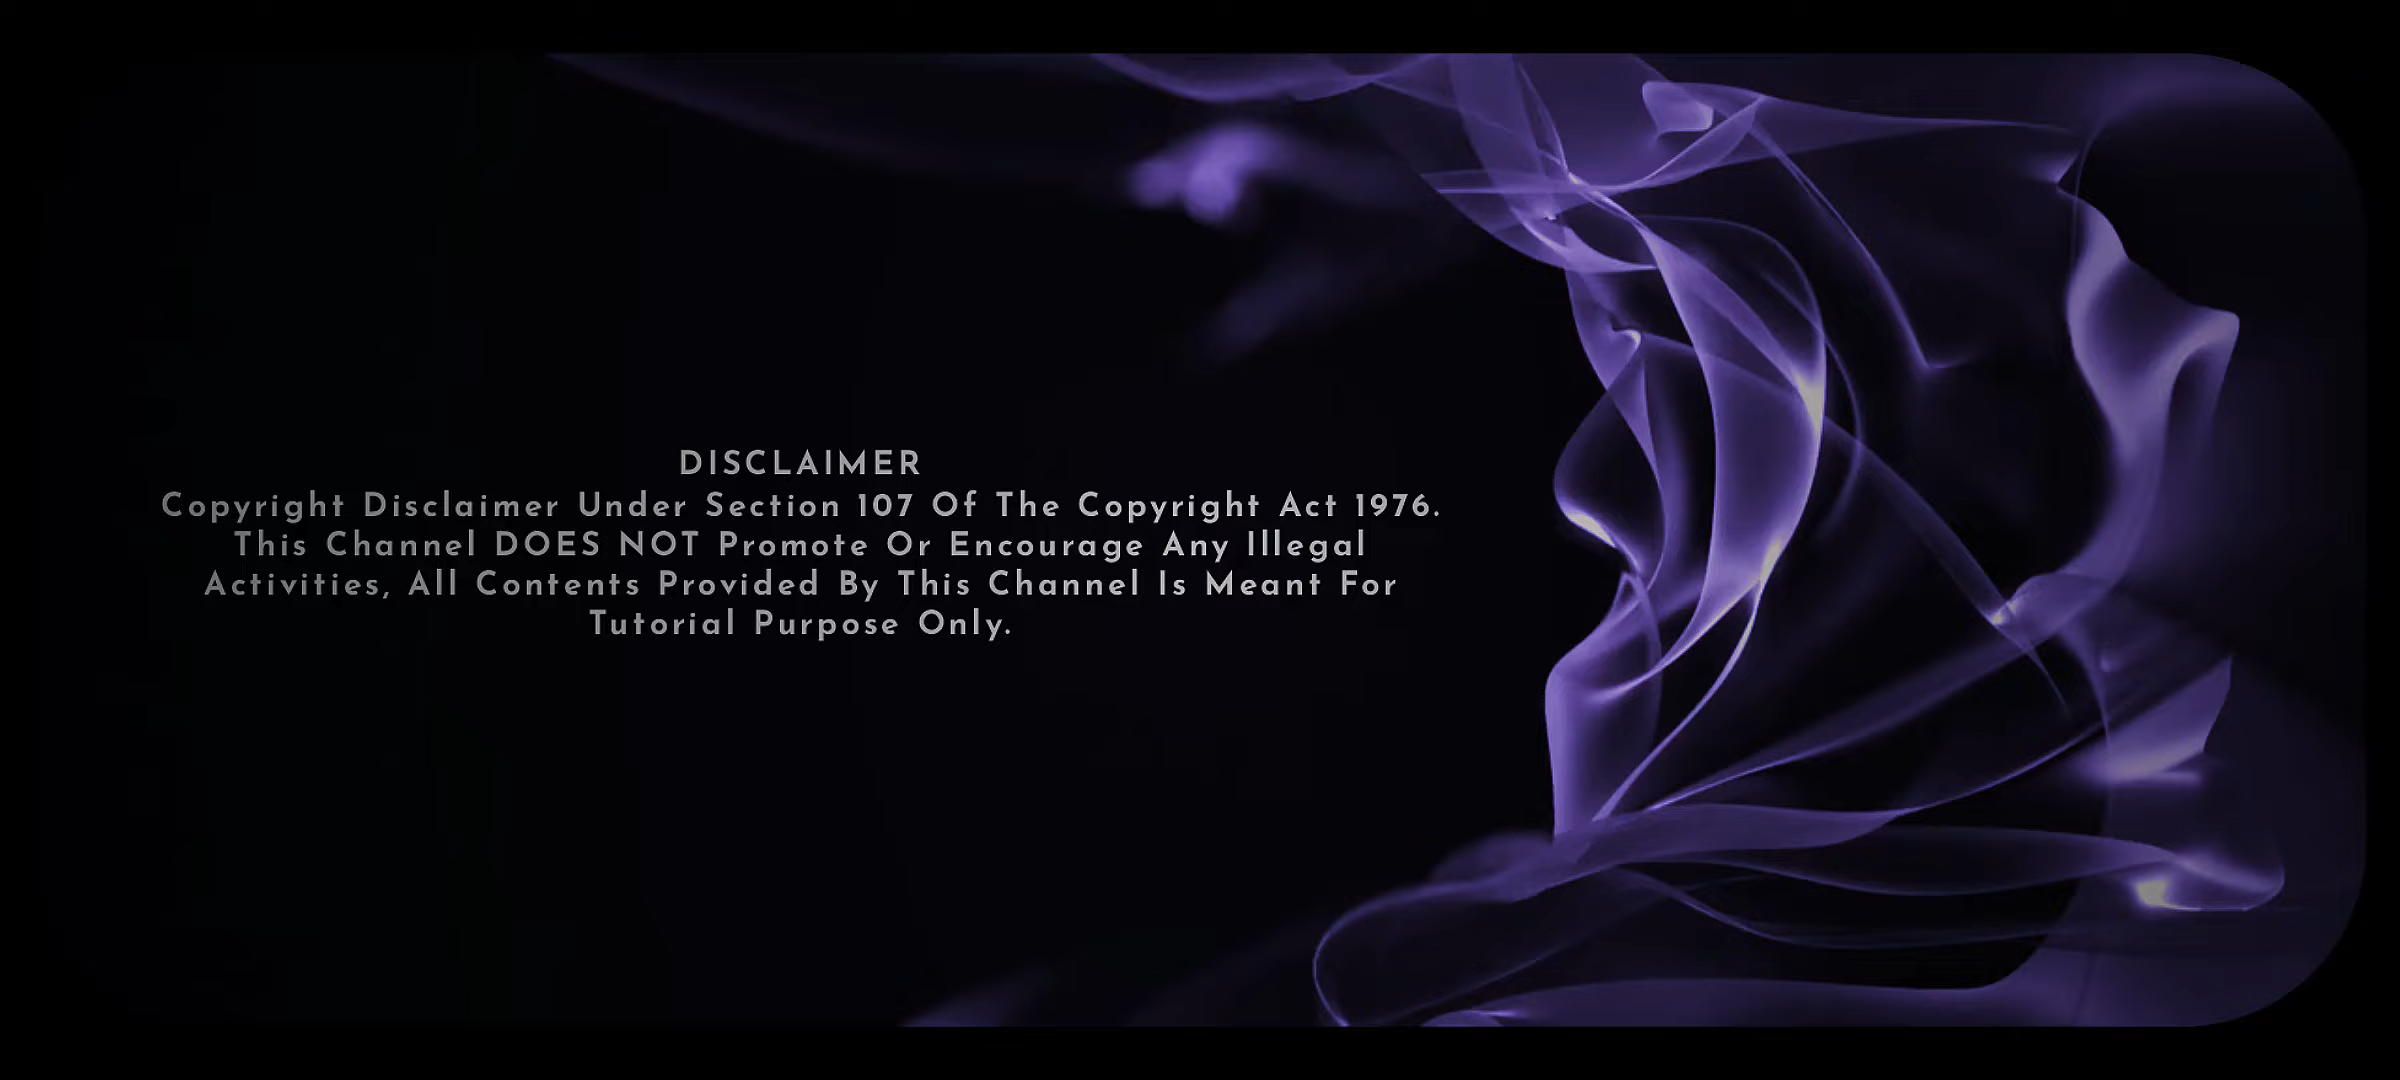 DISCLAIMER
Copyright Disclaimer Under Section 107 Of The Copyright Act 1976.
This Channel DOES NOT Promote Or Encourage Any Illegal
Activities, All Contents Provided By This Channel Is Meant For
Tutorial Purpose Only.